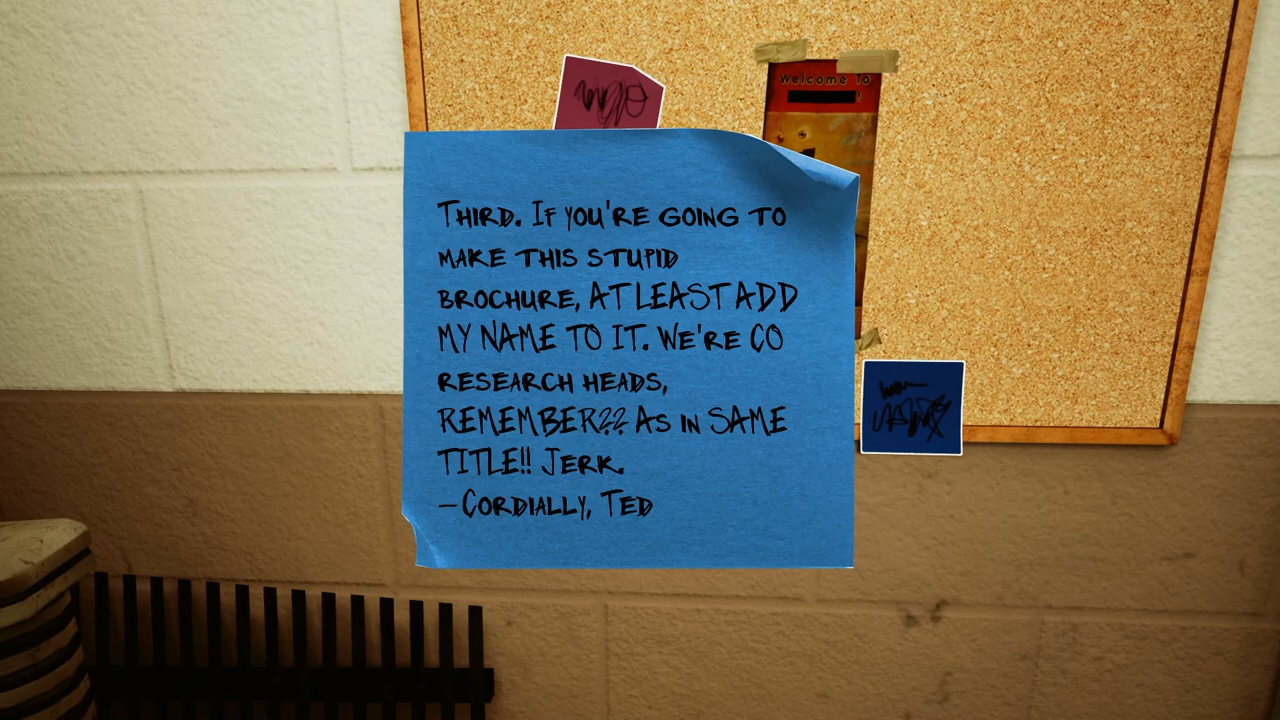 Welcome To
!
THIRD. IF YOU'RE GOING TO
MAKE THIS STUPID
BROCHURE, AT LEAST ADD
MY NAME TO IT. WE'RE CO
RESEARCH HEADS,
REMEMBER?? AS IN SAME
TITLE!! JERK.
– CORDIALLY, TED